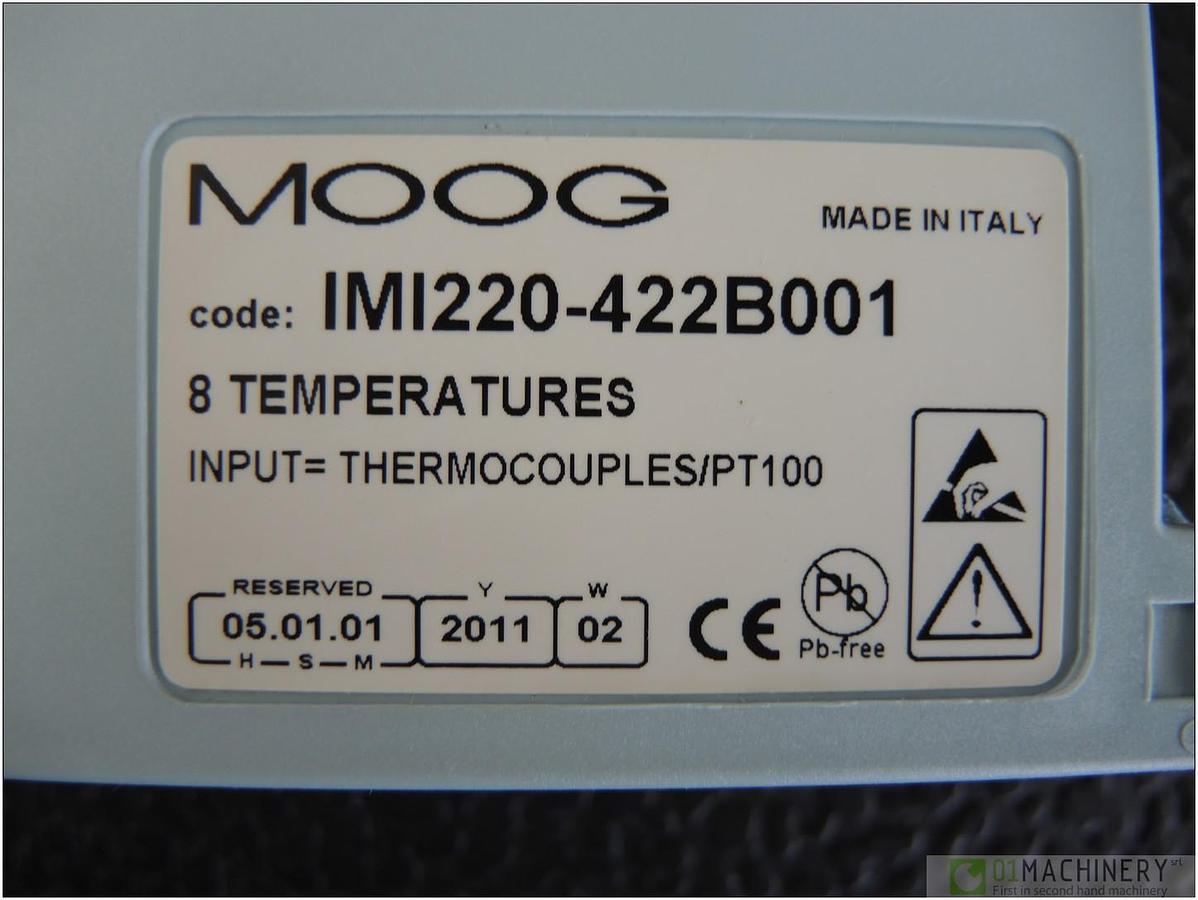 MOOG
MADE IN ITALY
code: IMI220-422B001
8 TEMPERATURES
INPUT= THERMOCOUPLES/PT100
RESERVED Y W
05.01.01 2011 02
H — S — M
CE
Pb
Pb-free
01MACHINERY srl
First in second hand machinery